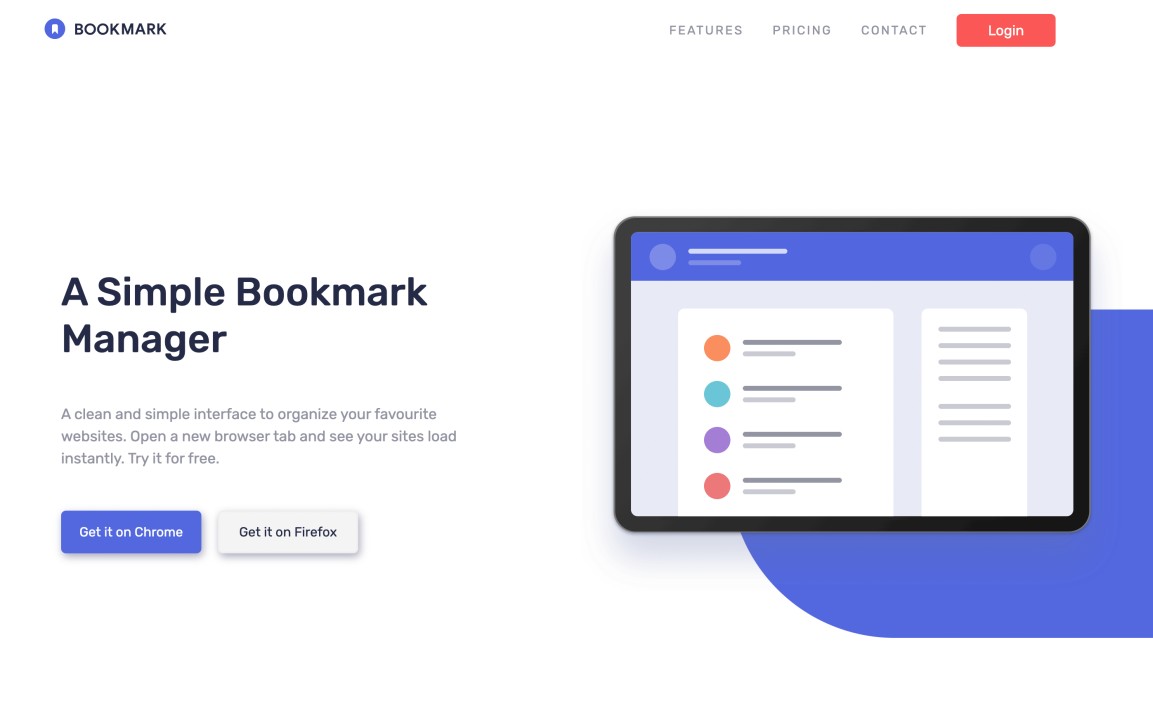 BOOKMARK
FEATURES PRICING CONTACT Login
A Simple Bookmark
Manager
A clean and simple interface to organize your favourite
websites. Open a new browser tab and see your sites load
instantly. Try it for free.
Get it on Chrome
Get it on Firefox